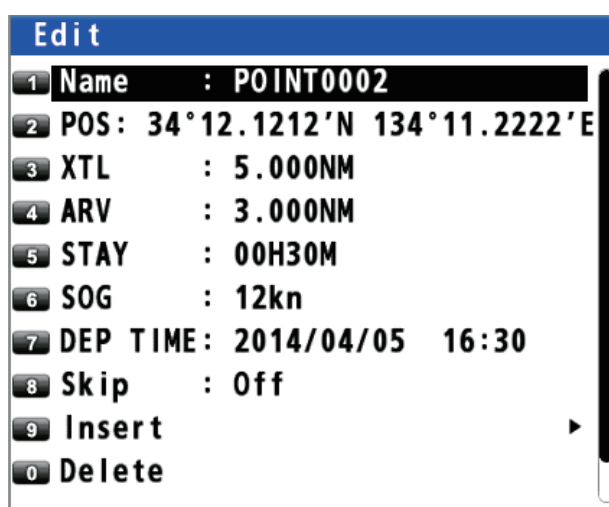 Edit
1 Name : POINT0002
2 POS: 34°12.1212′N 134°11.2222′E
3 XTL : 5.000NM
4 ARV : 3.000NM
5 STAY : 00H30M
6 SOG : 12kn
7 DEP TIME: 2014/04/05 16:30
8 Skip : Off
9 Insert ▶
0 Delete